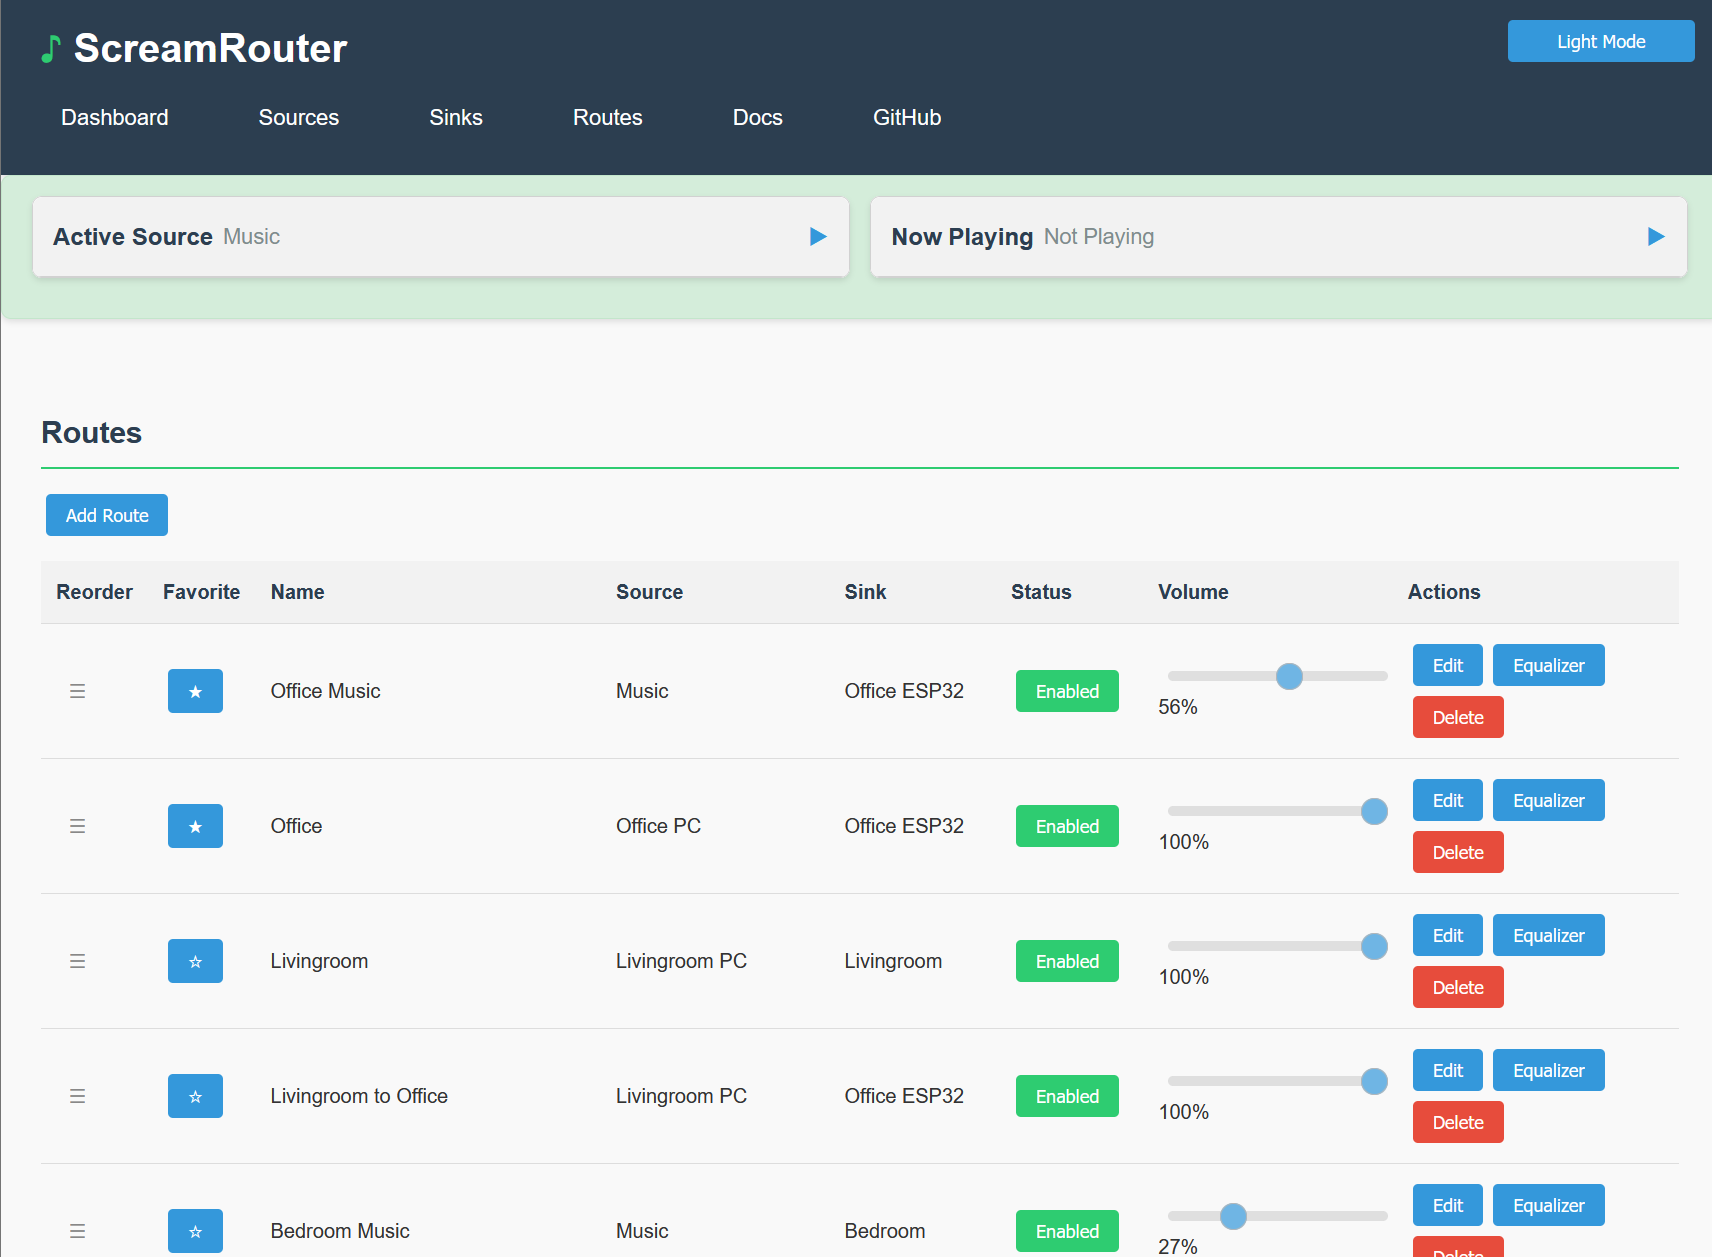 ScreamRouter
Light Mode
Dashboard Sources Sinks Routes Docs GitHub
Active Source Music
Now Playing Not Playing
Routes
Add Route
Reorder Favorite Name Source Sink Status Volume Actions
Office Music Music Office ESP32 Enabled 56% Edit Equalizer Delete
Office Office PC Office ESP32 Enabled 100% Edit Equalizer Delete
Livingroom Livingroom PC Livingroom Enabled 100% Edit Equalizer Delete
Livingroom to Office Livingroom PC Office ESP32 Enabled 100% Edit Equalizer Delete
Bedroom Music Music Bedroom Enabled 27% Edit Equalizer Delete